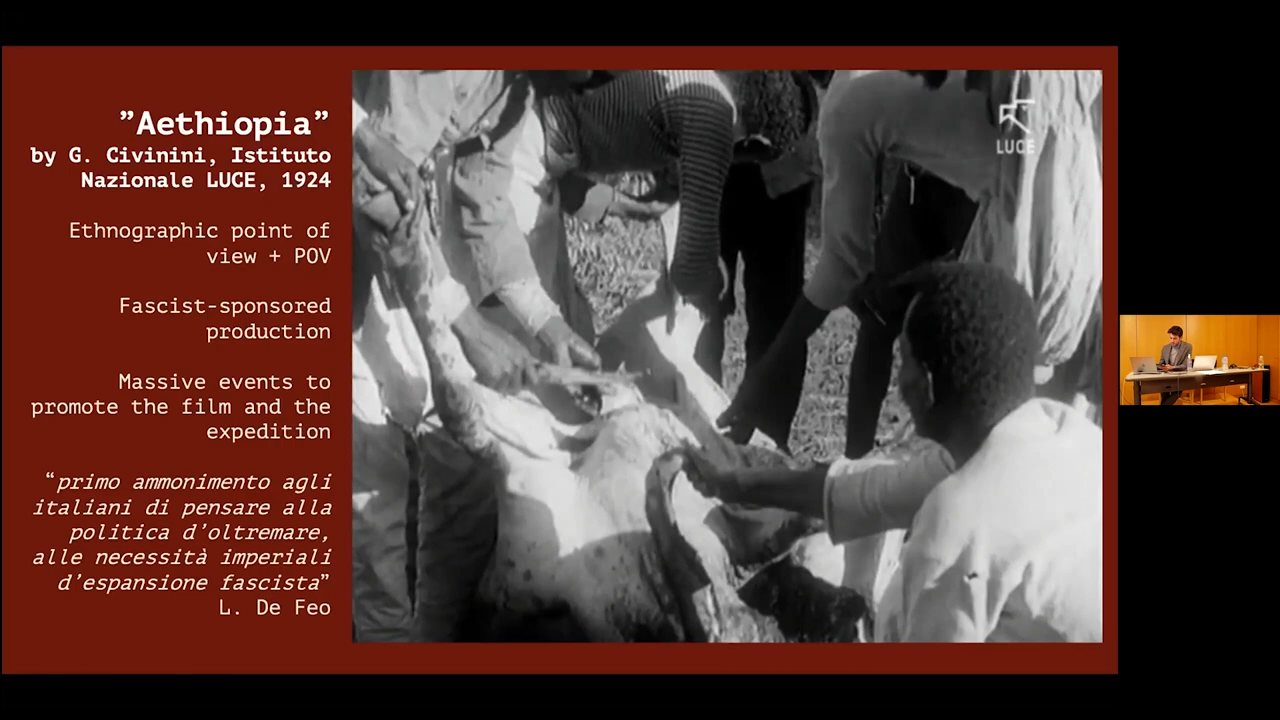 ”Aethiopia”
by G. Civinini, Istituto
Nazionale LUCE, 1924
Ethnographic point of
view + POV
Fascist-sponsored
production
Massive events to
promote the film and the
expedition
“primo ammonimento agli
italiani di pensare alla
politica d’oltremare,
alle necessità imperiali
d’espansione fascista”
L. De Feo
LUCE